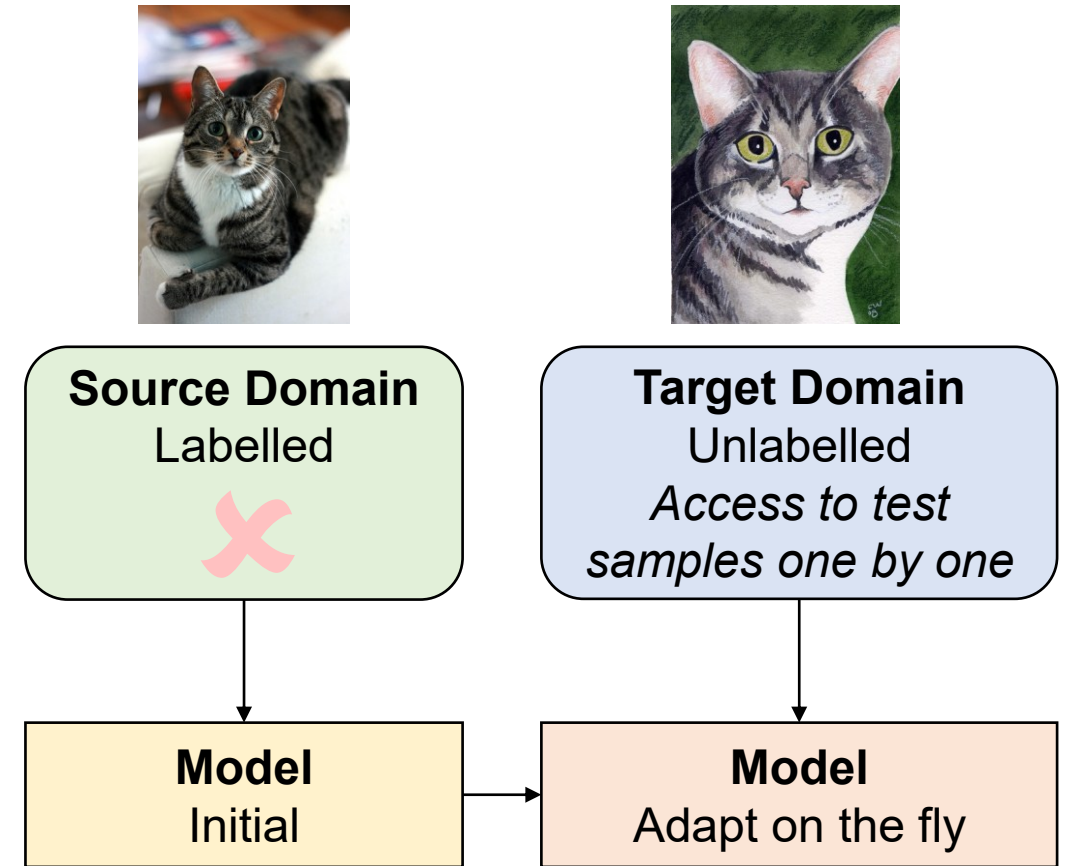 Source Domain
Labelled
Target Domain
Unlabelled
Access to test
samples one by one
Model
Initial
Model
Adapt on the fly